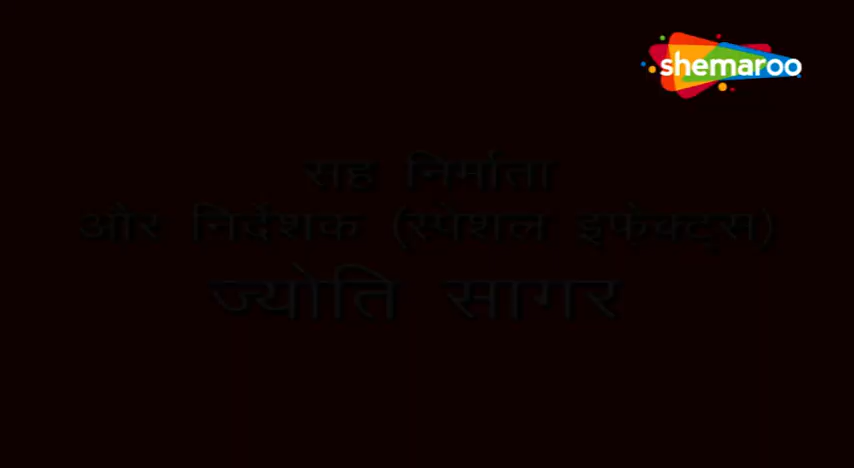 shemaroo
सह निर्माता
और निर्देशक (स्पेशल इफ़ेक्ट्स)
ज्योति सागर